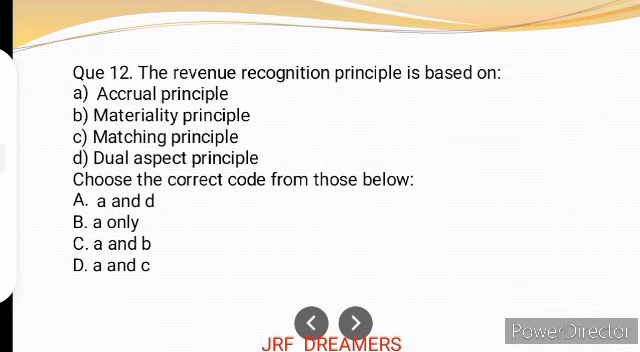 Que 12. The revenue recognition principle is based on:
a) Accrual principle
b) Materiality principle
c) Matching principle
d) Dual aspect principle
Choose the correct code from those below:
A. a and d
B. a only
C. a and b
D. a and c
PowerDirector
JRF DREAMERS